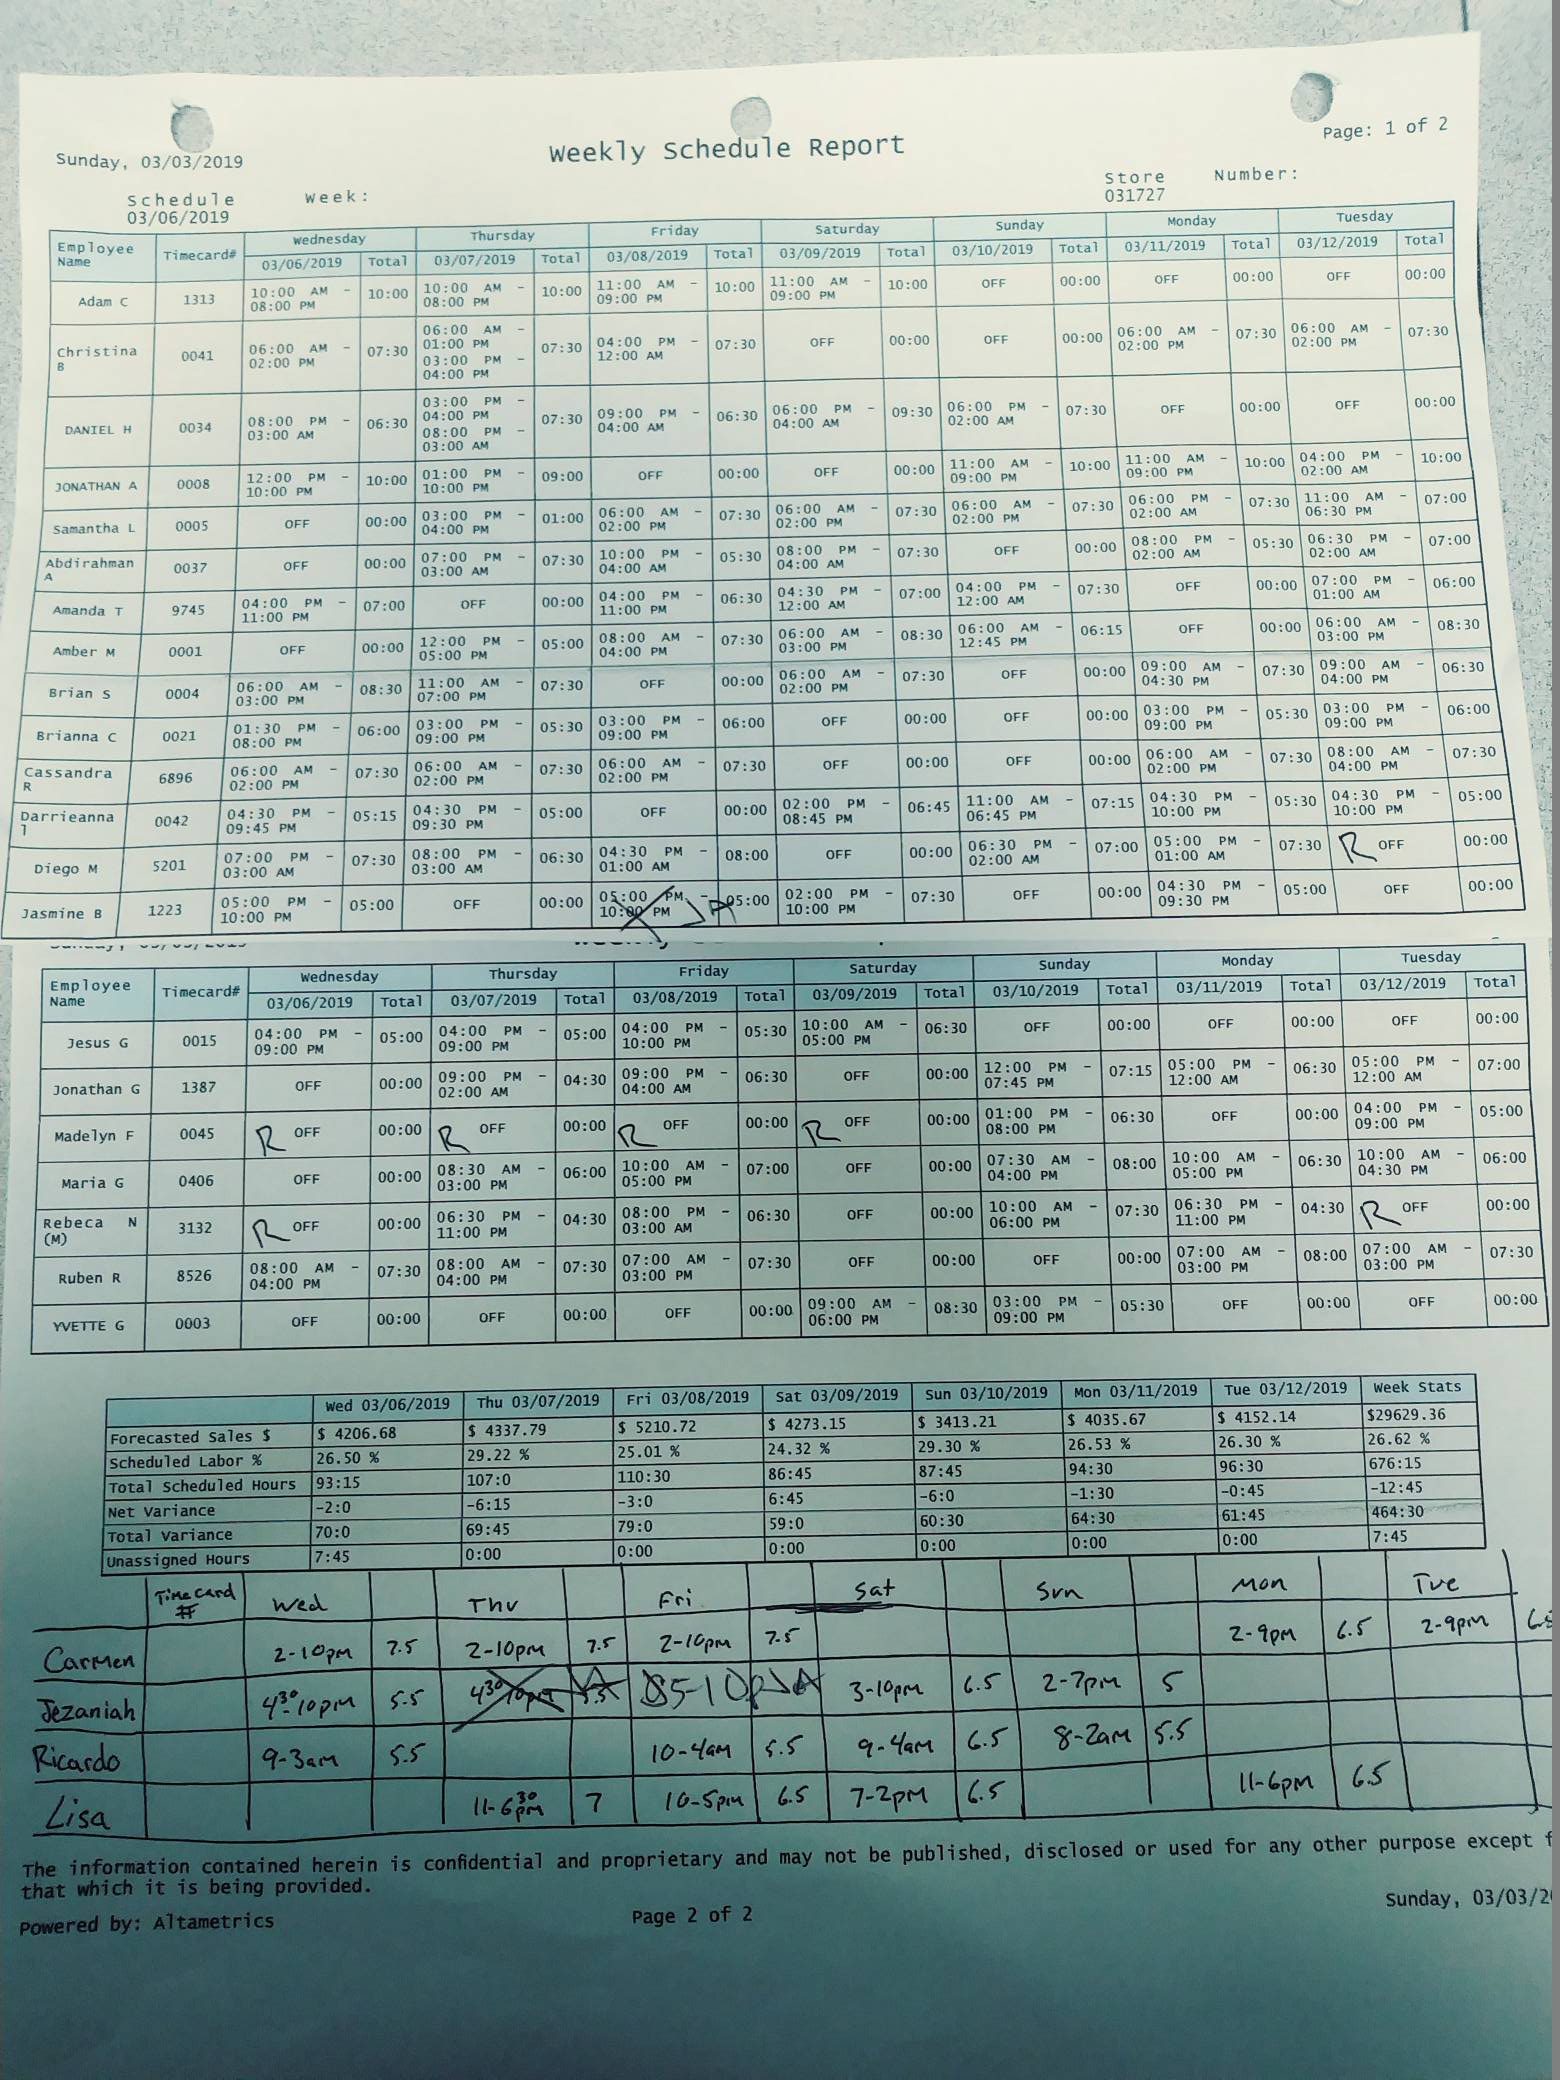 Page: 1 of 2
Sunday, 03/03/2019
Weekly Schedule Report
Schedule Week: Store Number:
03/06/2019 031727
Employee Name Timecard# Wednesday Thursday Friday Saturday Sunday Monday Tuesday
03/06/2019 Total 03/07/2019 Total 03/08/2019 Total 03/09/2019 Total 03/10/2019 Total 03/11/2019 Total 03/12/2019 Total
Adam C 1313 10:00 AM - 08:00 PM 10:00 10:00 AM - 08:00 PM 10:00 11:00 AM - 09:00 PM 10:00 11:00 AM - 09:00 PM 10:00 OFF 00:00 OFF 00:00 OFF 00:00
Christina B 0041 06:00 AM - 02:00 PM 07:30 06:00 AM - 01:00 PM 03:00 PM - 04:00 PM 07:30 04:00 PM - 12:00 AM 07:30 OFF 00:00 OFF 00:00 06:00 AM - 02:00 PM 07:30 06:00 AM - 02:00 PM 07:30
DANIEL H 0034 08:00 PM - 03:00 AM 06:30 03:00 PM - 04:00 PM 08:00 PM - 03:00 AM 07:30 09:00 PM - 04:00 AM 06:30 06:00 PM - 04:00 AM 09:30 06:00 PM - 02:00 AM 07:30 OFF 00:00 OFF 00:00
JONATHAN A 0008 12:00 PM - 10:00 PM 10:00 01:00 PM - 10:00 PM 09:00 OFF 00:00 OFF 00:00 11:00 AM - 09:00 PM 10:00 11:00 AM - 09:00 PM 10:00 04:00 PM - 02:00 AM 10:00
Samantha L 0005 OFF 00:00 03:00 PM - 04:00 PM 01:00 06:00 AM - 02:00 PM 07:30 06:00 AM - 02:00 PM 07:30 06:00 AM - 02:00 PM 07:30 06:00 AM - 02:00 PM 07:30 11:00 AM - 06:30 PM 07:00
Abdirahman A 0037 OFF 00:00 07:00 PM - 03:00 AM 07:30 10:00 PM - 04:00 AM 05:30 08:00 PM - 04:00 AM 07:30 OFF 00:00 08:00 PM - 02:00 AM 05:30 06:30 PM - 02:00 AM 07:00
Amanda T 9745 04:00 PM - 11:00 PM 07:00 OFF 00:00 04:00 PM - 11:00 PM 06:30 04:30 PM - 12:00 AM 07:00 04:00 PM - 12:00 AM 07:30 OFF 00:00 07:00 PM - 01:00 AM 06:00
Amber M 0001 OFF 00:00 12:00 PM - 05:00 PM 05:00 08:00 AM - 04:00 PM 07:30 06:00 AM - 03:00 PM 08:30 06:00 AM - 12:45 PM 06:15 OFF 00:00 06:00 AM - 03:00 PM 08:30
Brian S 0004 06:00 AM - 03:00 PM 08:30 11:00 AM - 07:00 PM 07:30 OFF 00:00 06:00 AM - 02:00 PM 07:30 OFF 00:00 09:00 AM - 04:30 PM 07:30 09:00 AM - 04:00 PM 06:30
Brianna C 0021 01:30 PM - 08:00 PM 06:00 03:00 PM - 09:00 PM 05:30 03:00 PM - 09:00 PM 06:00 OFF 00:00 OFF 00:00 03:00 PM - 09:00 PM 05:30 03:00 PM - 09:00 PM 06:00
Cassandra R 6896 06:00 AM - 02:00 PM 07:30 06:00 AM - 02:00 PM 07:30 06:00 AM - 02:00 PM 07:30 OFF 00:00 OFF 00:00 06:00 AM - 02:00 PM 07:30 08:00 AM - 04:00 PM 07:30
Darrieanna l 0042 04:30 PM - 09:45 PM 05:15 04:30 PM - 09:30 PM 05:00 OFF 00:00 02:00 PM - 08:45 PM 06:45 11:00 AM - 06:45 PM 07:15 04:30 PM - 10:00 PM 05:30 04:30 PM - 10:00 PM 05:00
Diego M 5201 07:00 PM - 03:00 AM 07:30 08:00 PM - 03:00 AM 06:30 04:30 PM - 01:00 AM 08:00 OFF 00:00 06:30 PM - 02:00 AM 07:00 05:00 PM - 01:00 AM 07:30 R OFF 00:00
Jasmine B 1223 05:00 PM - 10:00 PM 05:00 OFF 00:00 05:00 PM - 10:00 PM 05:00 02:00 PM - 10:00 PM 07:30 OFF 00:00 04:30 PM - 09:30 PM 05:00 OFF 00:00
Employee Name Timecard# Wednesday Thursday Friday Saturday Sunday Monday Tuesday
03/06/2019 Total 03/07/2019 Total 03/08/2019 Total 03/09/2019 Total 03/10/2019 Total 03/11/2019 Total 03/12/2019 Total
Jesus G 0015 04:00 PM - 09:00 PM 05:00 04:00 PM - 09:00 PM 05:00 04:00 PM - 10:00 PM 05:30 10:00 AM - 05:00 PM 06:30 OFF 00:00 OFF 00:00 OFF 00:00
Jonathan G 1387 OFF 00:00 09:00 PM - 02:00 AM 04:30 09:00 PM - 04:00 AM 06:30 OFF 00:00 12:00 PM - 07:45 PM 07:15 05:00 PM - 12:00 AM 06:30 05:00 PM - 12:00 AM 07:00
Madelyn F 0045 R OFF 00:00 R OFF 00:00 R OFF 00:00 R OFF 00:00 01:00 PM - 08:00 PM 06:30 OFF 00:00 04:00 PM - 09:00 PM 05:00
Maria G 0406 OFF 00:00 08:30 AM - 03:00 PM 06:00 10:00 AM - 05:00 PM 07:00 OFF 00:00 07:30 AM - 04:00 PM 08:00 10:00 AM - 05:00 PM 06:30 10:00 AM - 04:30 PM 06:00
Rebeca N (M) 3132 R OFF 00:00 06:30 PM - 11:00 PM 04:30 08:00 PM - 03:00 AM 06:30 OFF 00:00 10:00 AM - 06:00 PM 07:30 06:30 PM - 11:00 PM 04:30 R OFF 00:00
Ruben R 8526 08:00 AM - 04:00 PM 07:30 08:00 AM - 04:00 PM 07:30 07:00 AM - 03:00 PM 07:30 OFF 00:00 OFF 00:00 07:00 AM - 03:00 PM 08:00 07:00 AM - 03:00 PM 07:30
YVETTE G 0003 OFF 00:00 OFF 00:00 OFF 00:00 09:00 AM - 06:00 PM 08:30 03:00 PM - 09:00 PM 05:30 OFF 00:00 OFF 00:00
Wed 03/06/2019 Thu 03/07/2019 Fri 03/08/2019 Sat 03/09/2019 Sun 03/10/2019 Mon 03/11/2019 Tue 03/12/2019 Week Stats
Forecasted Sales $ $ 4206.68 $ 4337.79 $ 5210.72 $ 4273.15 $ 3413.21 $ 4035.67 $ 4152.14 $29629.36
Scheduled Labor % 26.50 % 29.22 % 25.01 % 24.32 % 29.30 % 26.53 % 26.30 % 26.62 %
Total Scheduled Hours 93:15 107:0 110:30 86:45 87:45 94:30 96:30 676:15
Net Variance -2:0 -6:15 -3:0 6:45 -6:0 -1:30 -0:45 -12:45
Total Variance 70:0 69:45 79:0 59:0 60:30 64:30 61:45 464:30
Unassigned Hours 7:45 0:00 0:00 0:00 0:00 0:00 0:00 7:45
Time Card # Wed Thu Fri Sat Sun Mon Tue
Carmen 2-10pm 7.5 2-10pm 7.5 2-10pm 7.5 2-9pm 6.5 2-9pm
Jezaniah 430-10pm 5.5 430-10pm 5.5 5-10p 3-10pm 6.5 2-7pm 5
Ricardo 9-3am 5.5 10-4am 5.5 9-4am 6.5 8-2am 5.5
Lisa 11-630pm 7 10-5pm 6.5 7-2pm 6.5 11-6pm 6.5
The information contained herein is confidential and proprietary and may not be published, disclosed or used for any other purpose except
that which it is being provided.
Sunday, 03/03/2
Powered by: Altametrics Page 2 of 2